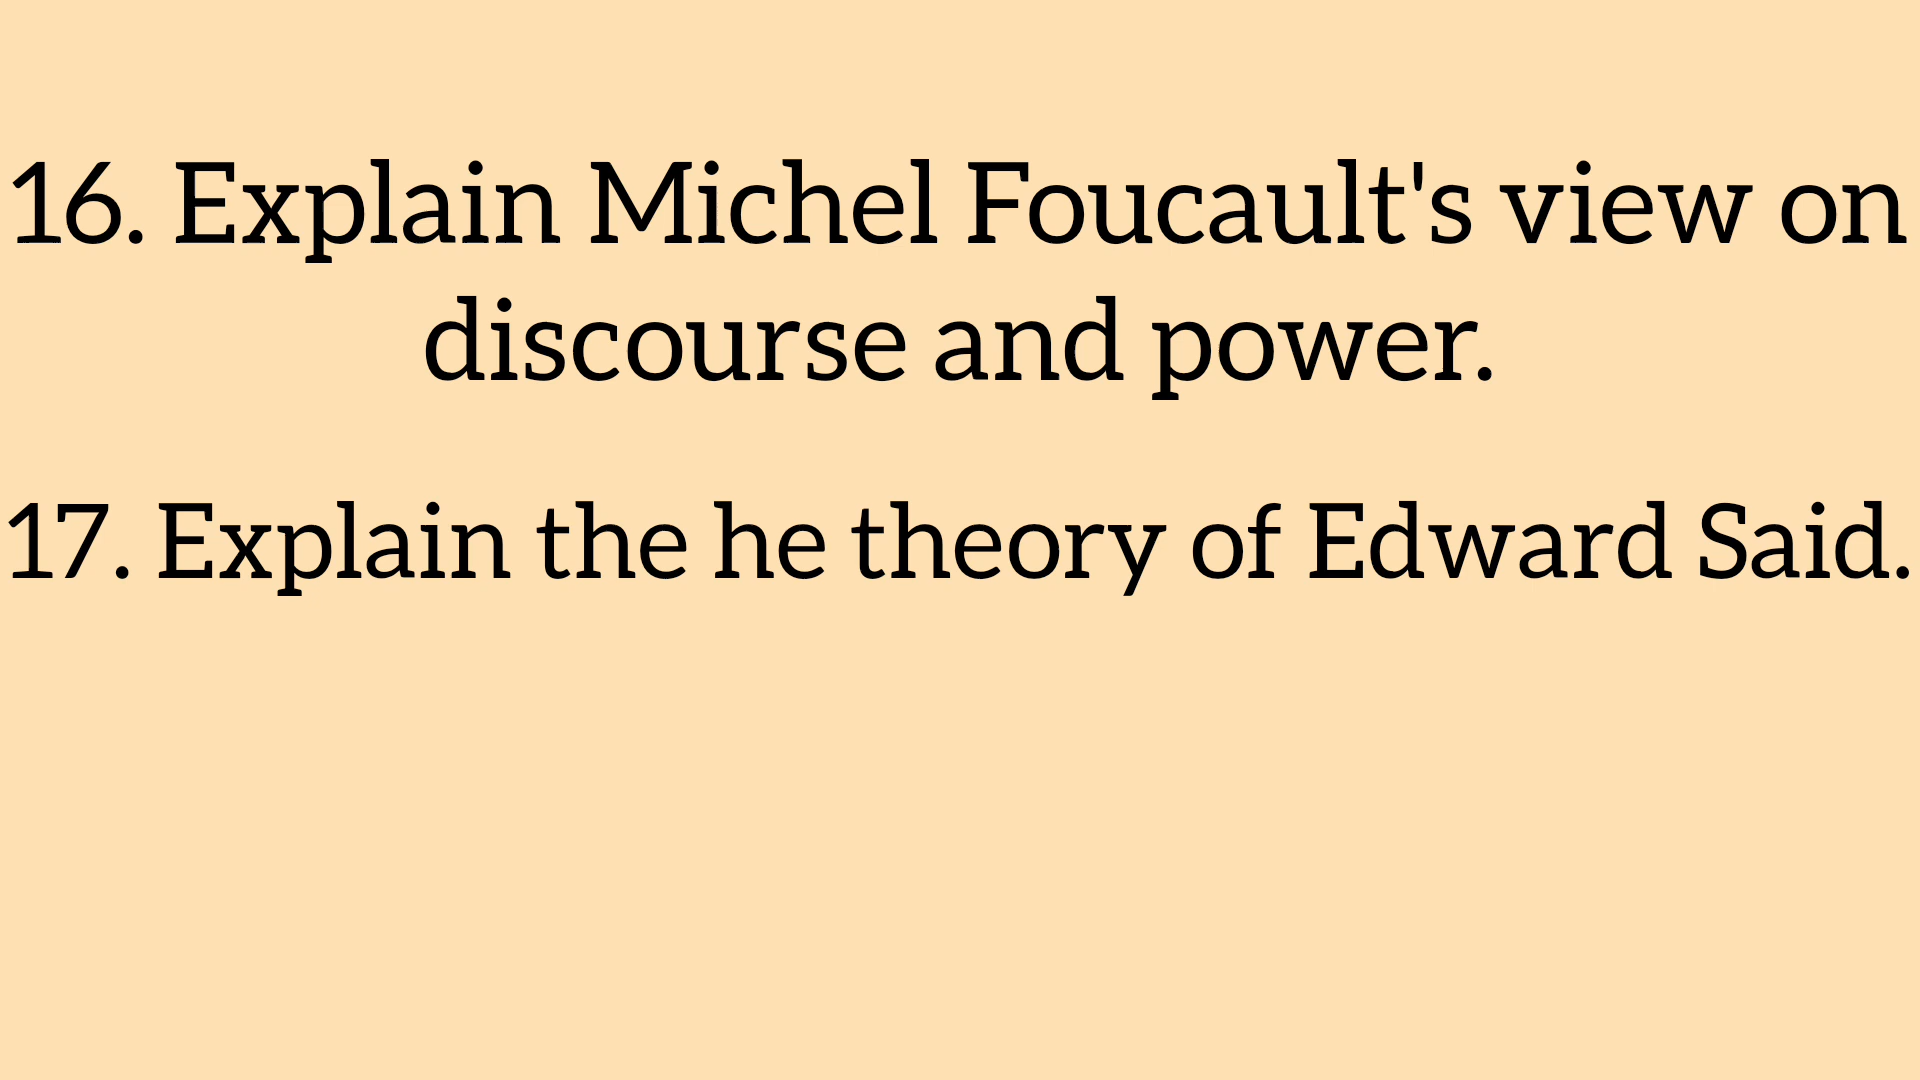 16. Explain Michel Foucault's view on
discourse and power.
17. Explain the he theory of Edward Said.